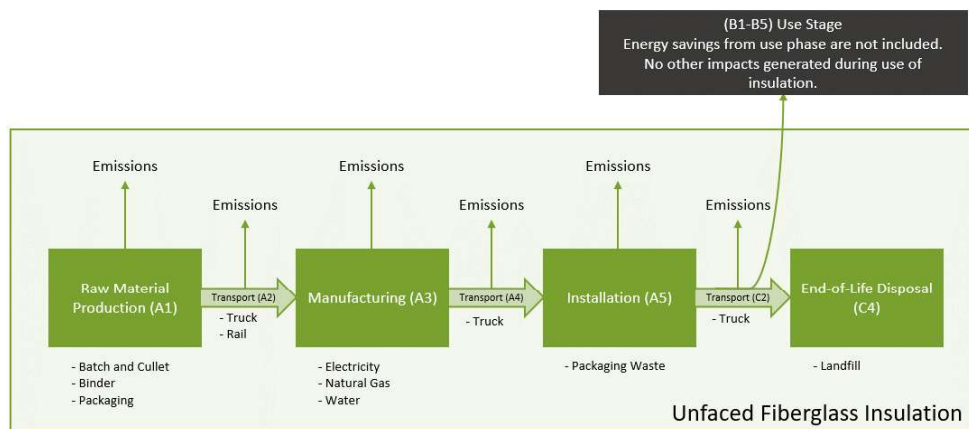 (B1-B5) Use Stage
Energy savings from use phase are not included.
No other impacts generated during use of
insulation.
Emissions
Emissions
Emissions
Emissions
Emissions
Emissions
Raw Material
Production (A1)
Transport (A2)
Manufacturing (A3)
Transport (A4)
Installation (A5)
Transport (C2)
End-of-Life Disposal
(C4)
- Truck
- Rail
- Truck
- Truck
- Batch and Cullet
- Binder
- Packaging
- Electricity
- Natural Gas
- Water
- Packaging Waste
- Landfill
Unfaced Fiberglass Insulation